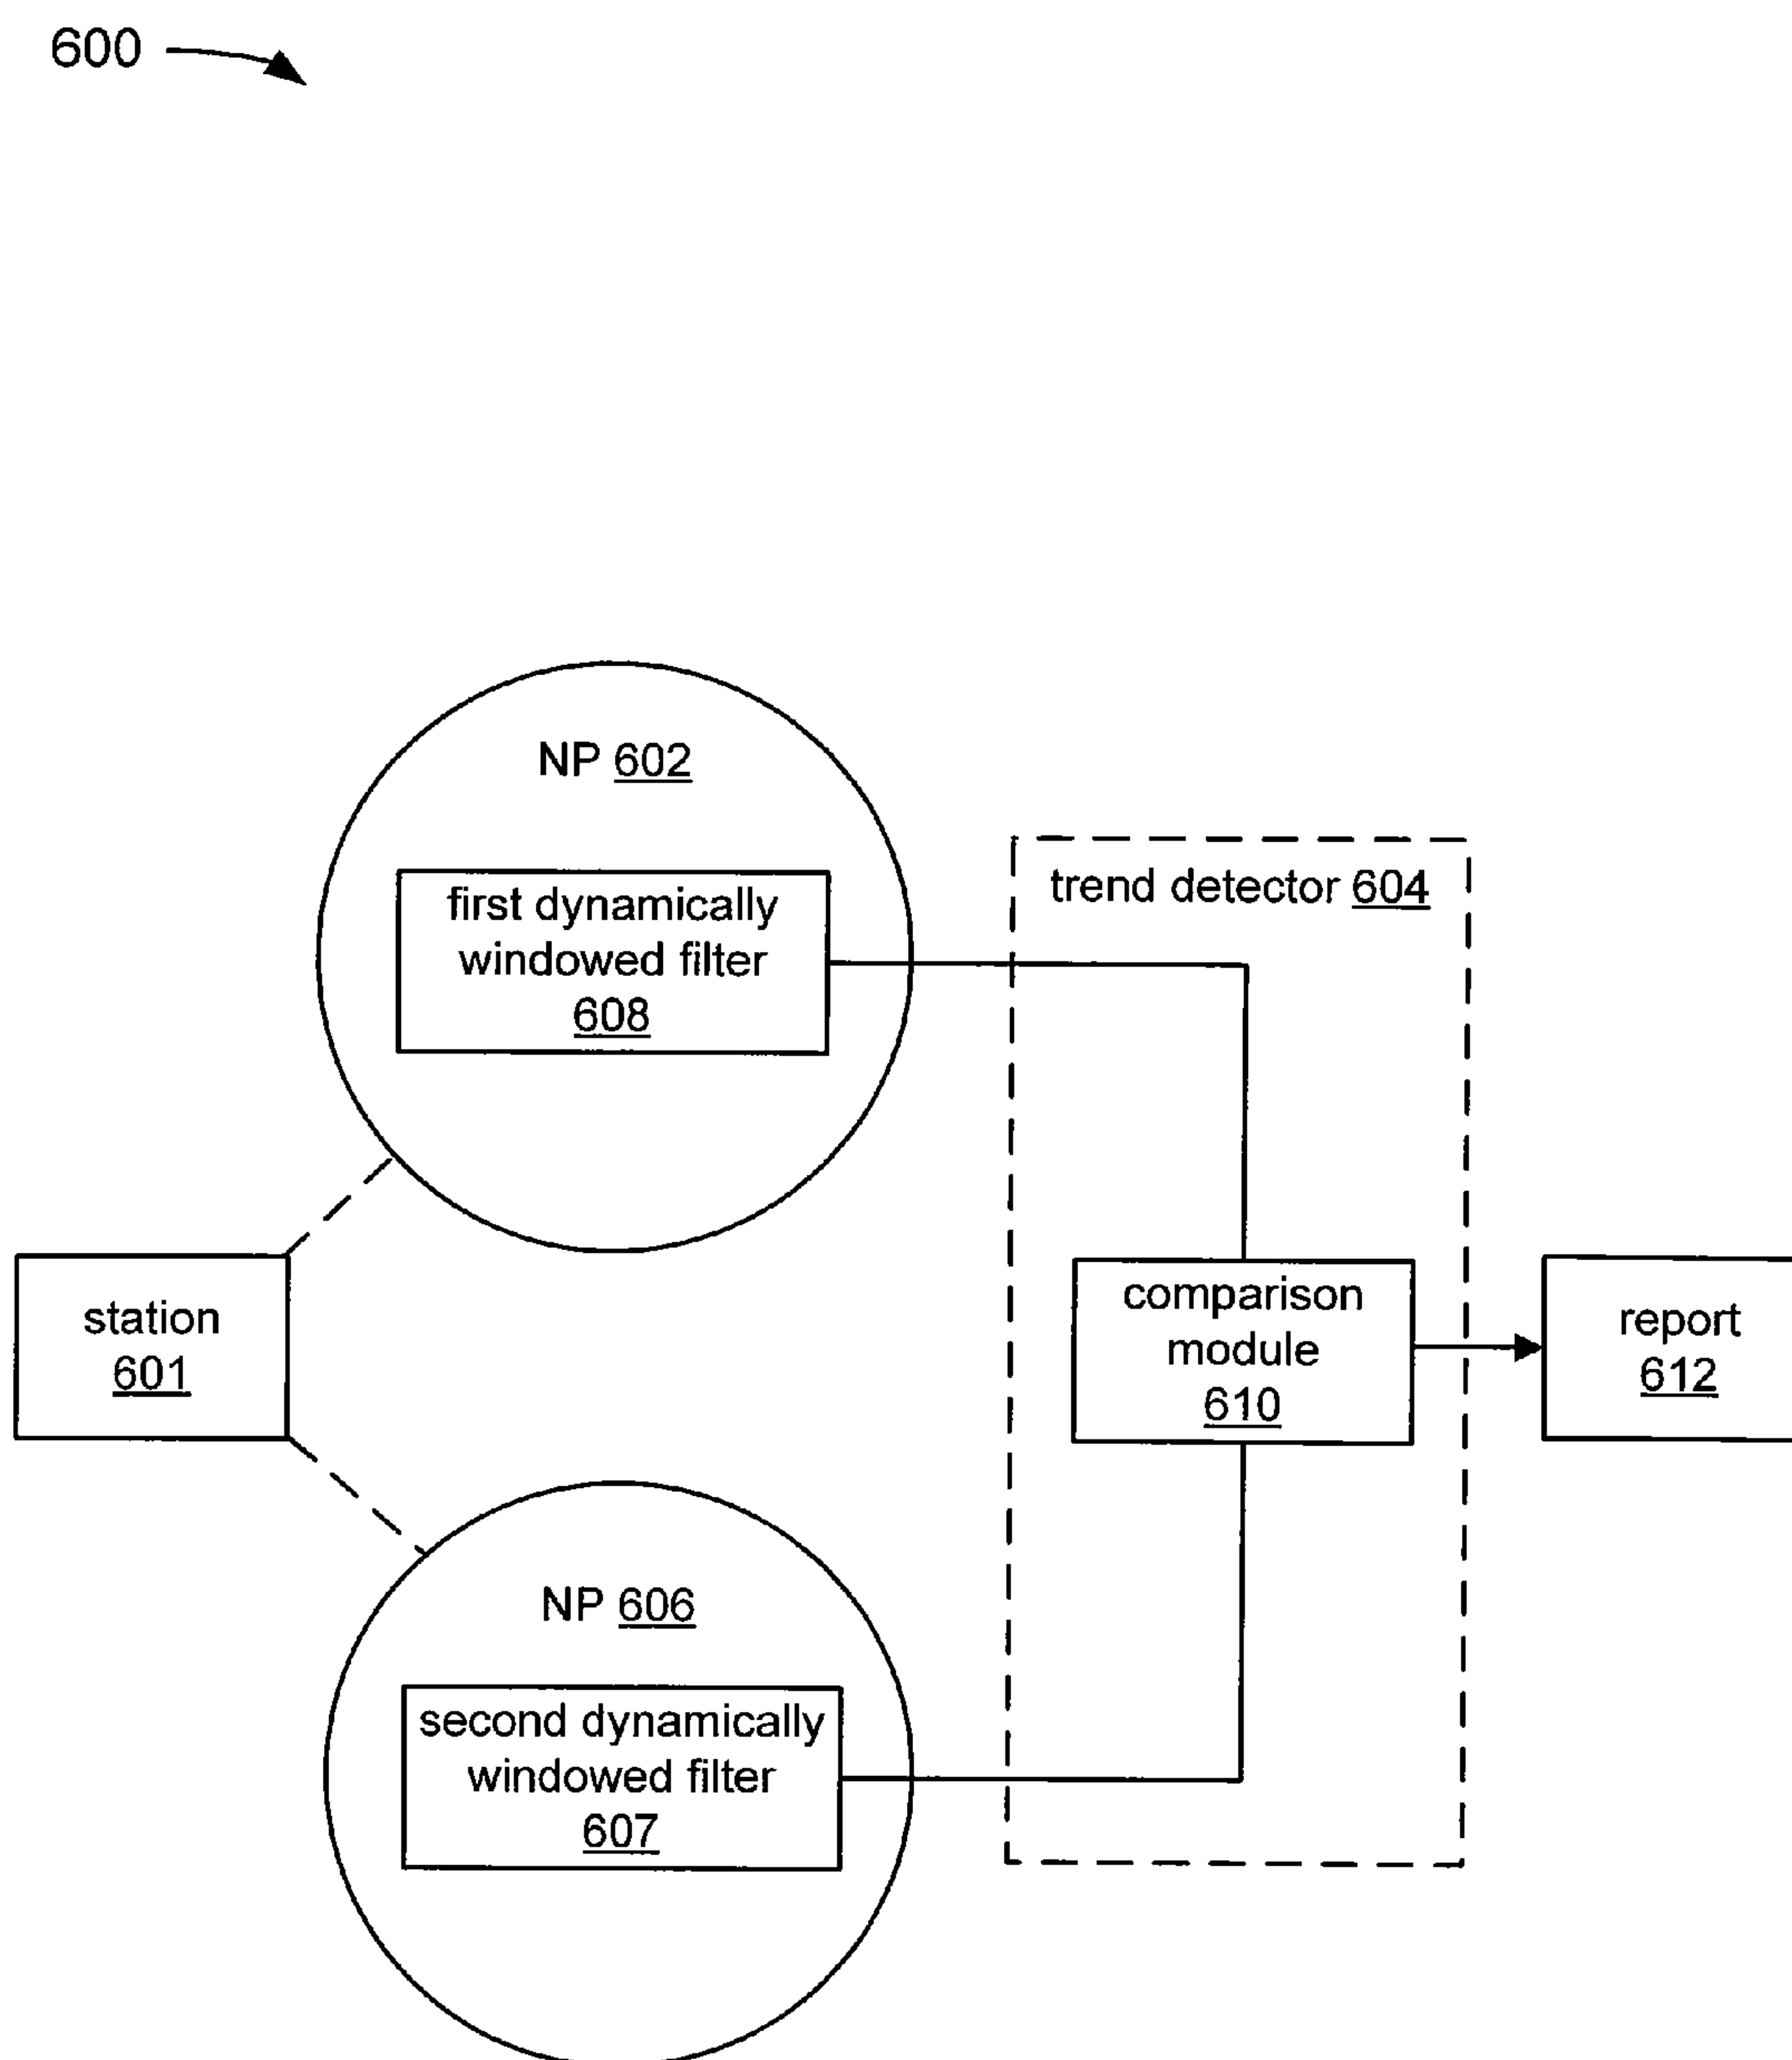 600
NP 602
first dynamically
windowed filter
608
trend detector 604
station
601
comparison
module
610
report
612
NP 606
second dynamically
windowed filter
607